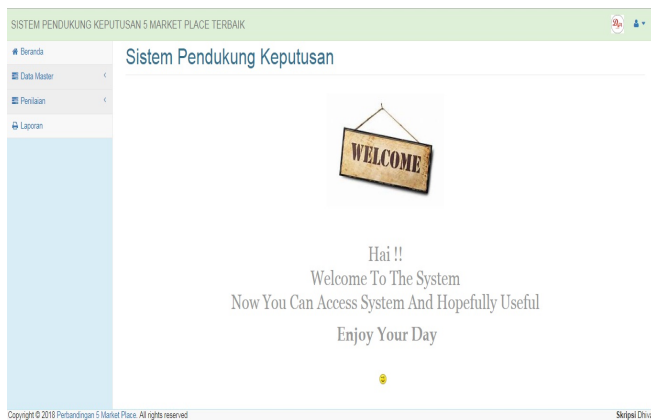 SISTEM PENDUKUNG KEPUTUSAN 5 MARKET PLACE TERBAIK
Beranda
Data Master
Penilaian
Laporan
Sistem Pendukung Keputusan
WELCOME
Hai !!
Welcome To The System
Now You Can Access System And Hopefully Useful
Enjoy Your Day
Copyright © 2018 Perbandingan 5 Market Place. All rights reserved
Skripsi Dhiva